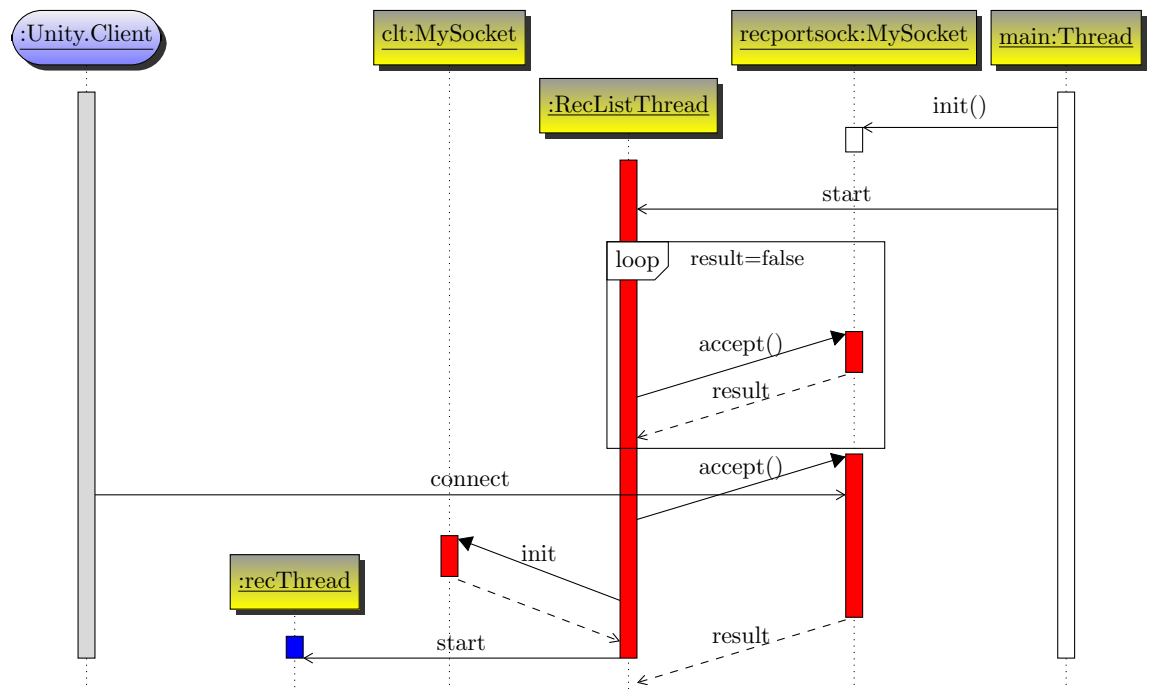 :Unity.Client
clt:MySocket
recportsock:MySocket
main:Thread
:RecListThread
init()
start
loop
result=false
accept()
result
accept()
connect
init
:recThread
start
result